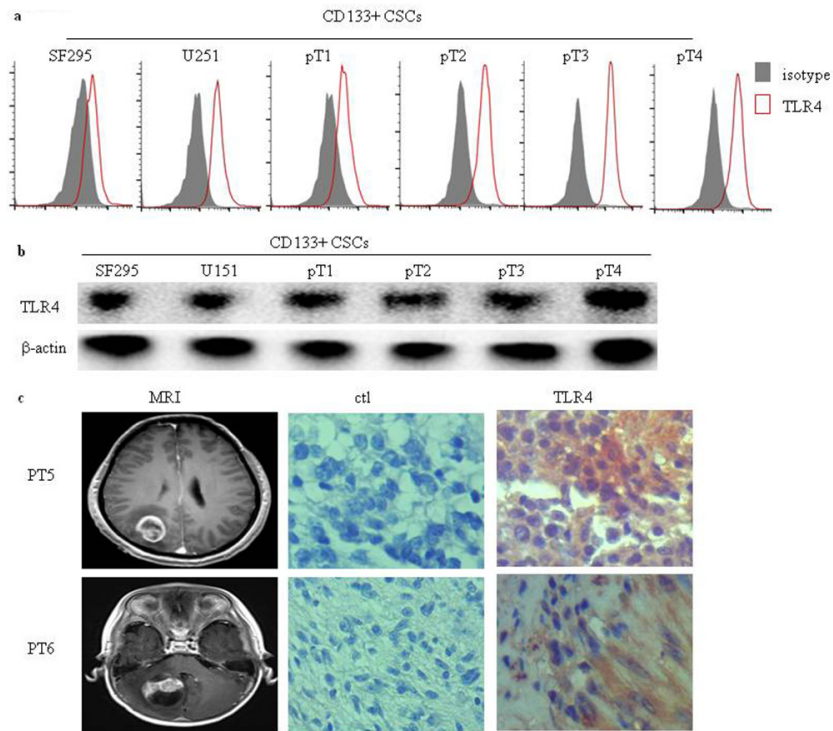 a
CD133+ CSCs
SF295 U251 pT1 pT2 pT3 pT4
isotype
TLR4
b
CD133+ CSCs
SF295 U151 pT1 pT2 pT3 pT4
TLR4
β-actin
c
MRI ctl TLR4
PT5
PT6